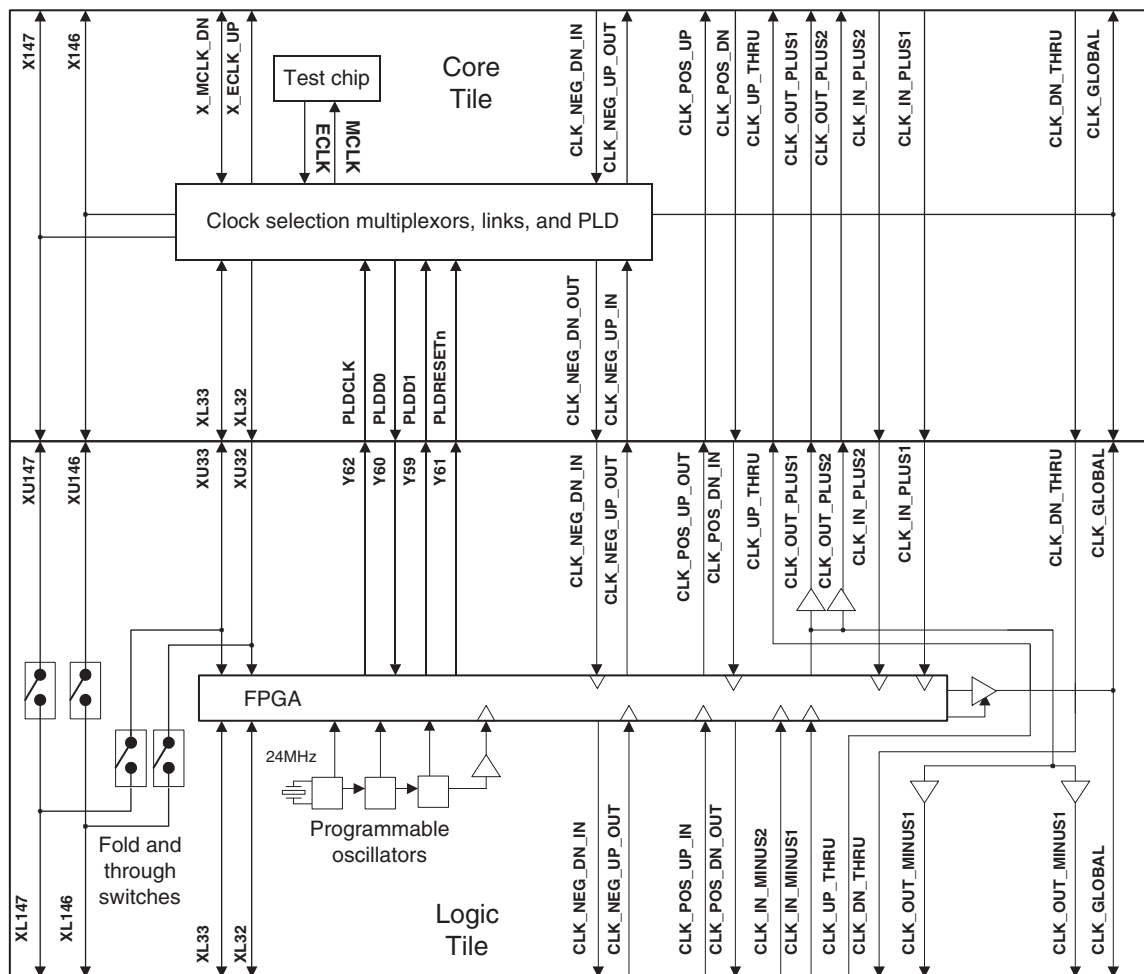 X147
X146
X_MCLK_DN
X_ECLK_UP
Test chip
ECLK
MCLK
Core
Tile
CLK_NEG_DN_IN
CLK_NEG_UP_OUT
CLK_POS_UP
CLK_POS_DN
CLK_UP_THRU
CLK_OUT_PLUS1
CLK_OUT_PLUS2
CLK_IN_PLUS2
CLK_IN_PLUS1
CLK_DN_THRU
CLK_GLOBAL
Clock selection multiplexors, links, and PLD
XL33
XL32
PLDCLK
PLDD0
PLDD1
PLDRESETn
CLK_NEG_DN_OUT
CLK_NEG_UP_IN
XU147
XU146
XU33
XU32
Y62
Y60
Y59
Y61
CLK_NEG_DN_IN
CLK_NEG_UP_OUT
CLK_POS_UP_OUT
CLK_POS_DN_IN
CLK_UP_THRU
CLK_OUT_PLUS1
CLK_OUT_PLUS2
CLK_IN_PLUS2
CLK_IN_PLUS1
CLK_DN_THRU
CLK_GLOBAL
FPGA
24MHz
Programmable
oscillators
Fold and
through
switches
XL147
XL146
XL33
XL32
Logic
Tile
CLK_NEG_DN_IN
CLK_NEG_UP_OUT
CLK_POS_UP_IN
CLK_POS_DN_OUT
CLK_IN_MINUS2
CLK_IN_MINUS1
CLK_UP_THRU
CLK_DN_THRU
CLK_OUT_MINUS1
CLK_OUT_MINUS1
CLK_GLOBAL